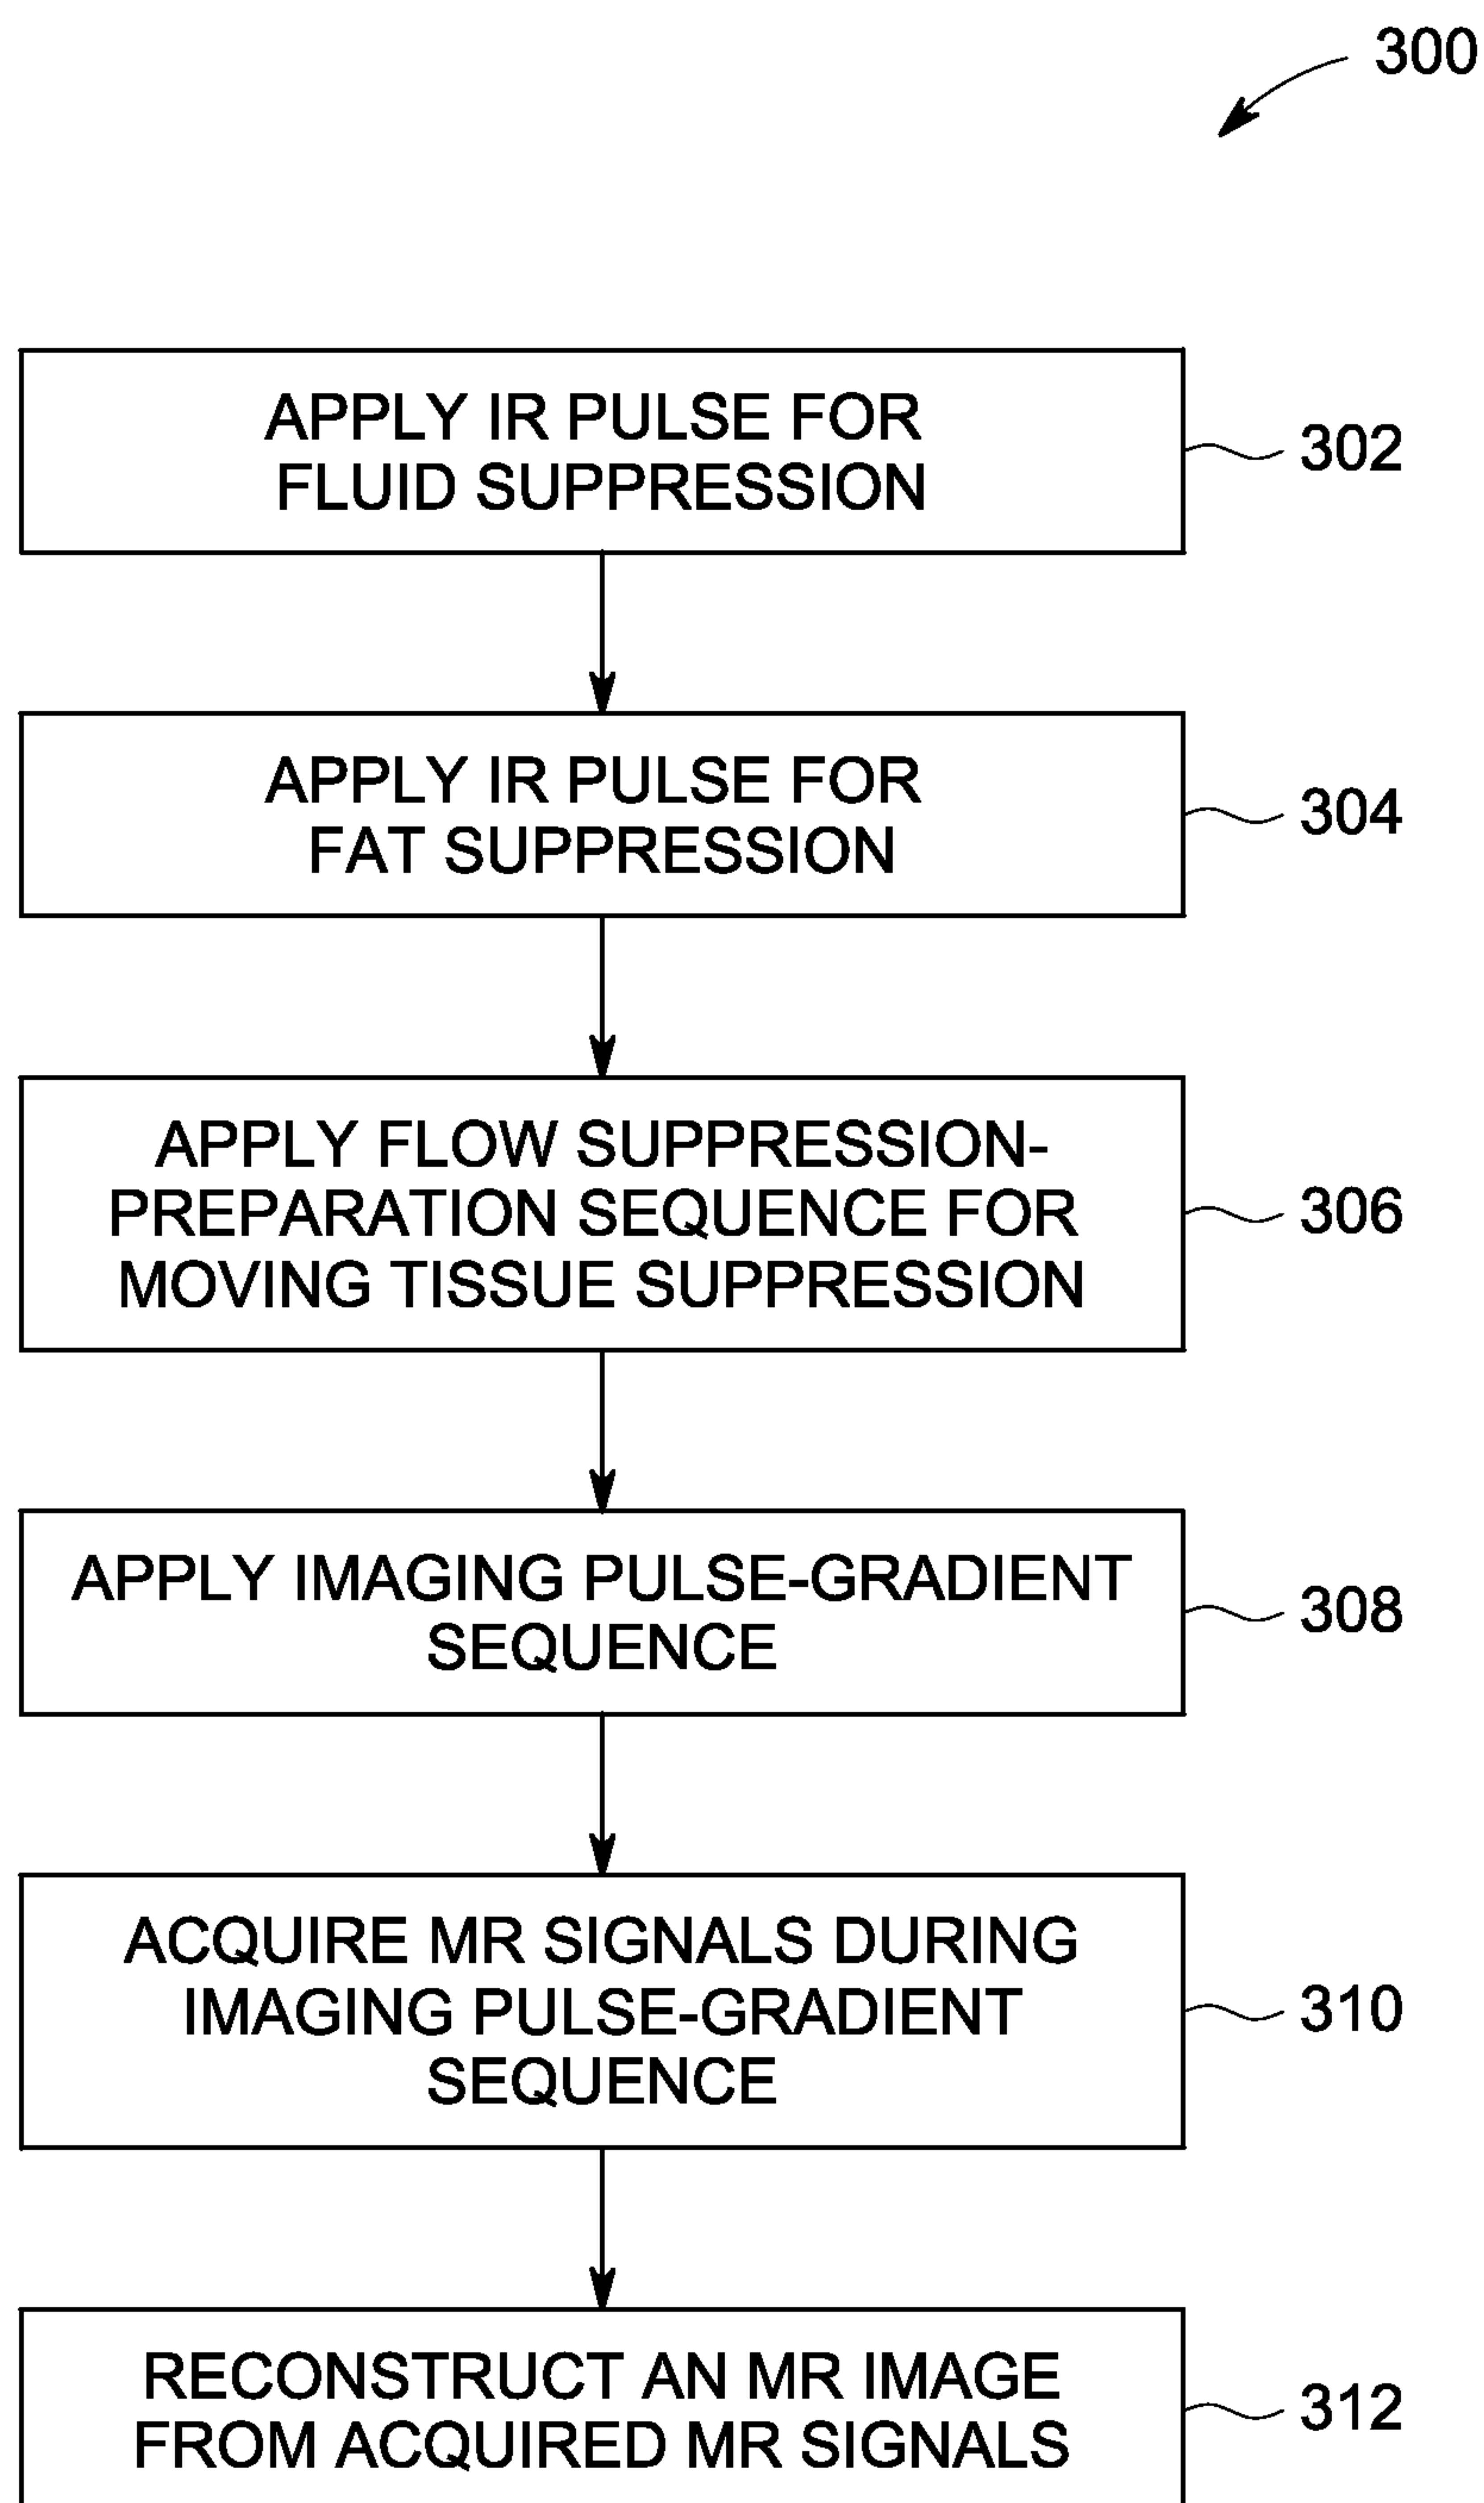 300
APPLY IR PULSE FOR
FLUID SUPPRESSION
302
APPLY IR PULSE FOR
FAT SUPPRESSION
304
APPLY FLOW SUPPRESSION-
PREPARATION SEQUENCE FOR
MOVING TISSUE SUPPRESSION
306
APPLY IMAGING PULSE-GRADIENT
SEQUENCE
308
ACQUIRE MR SIGNALS DURING
IMAGING PULSE-GRADIENT
SEQUENCE
310
RECONSTRUCT AN MR IMAGE
FROM ACQUIRED MR SIGNALS
312